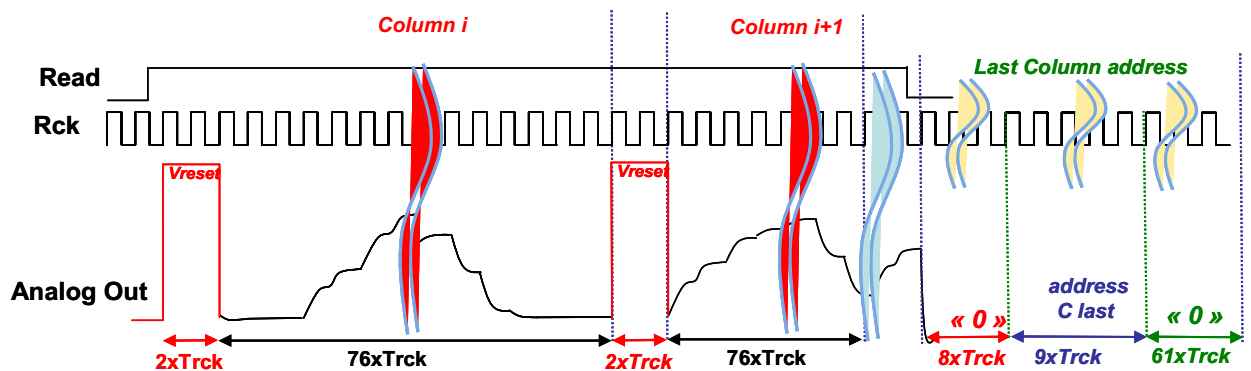 Column i
Column i+1
Read
Last Column address
Rck
Vreset
Vreset
Analog Out
address
C last
« 0 »
« 0 »
2xTrck
76xTrck
2xTrck
76xTrck
8xTrck
9xTrck
61xTrck